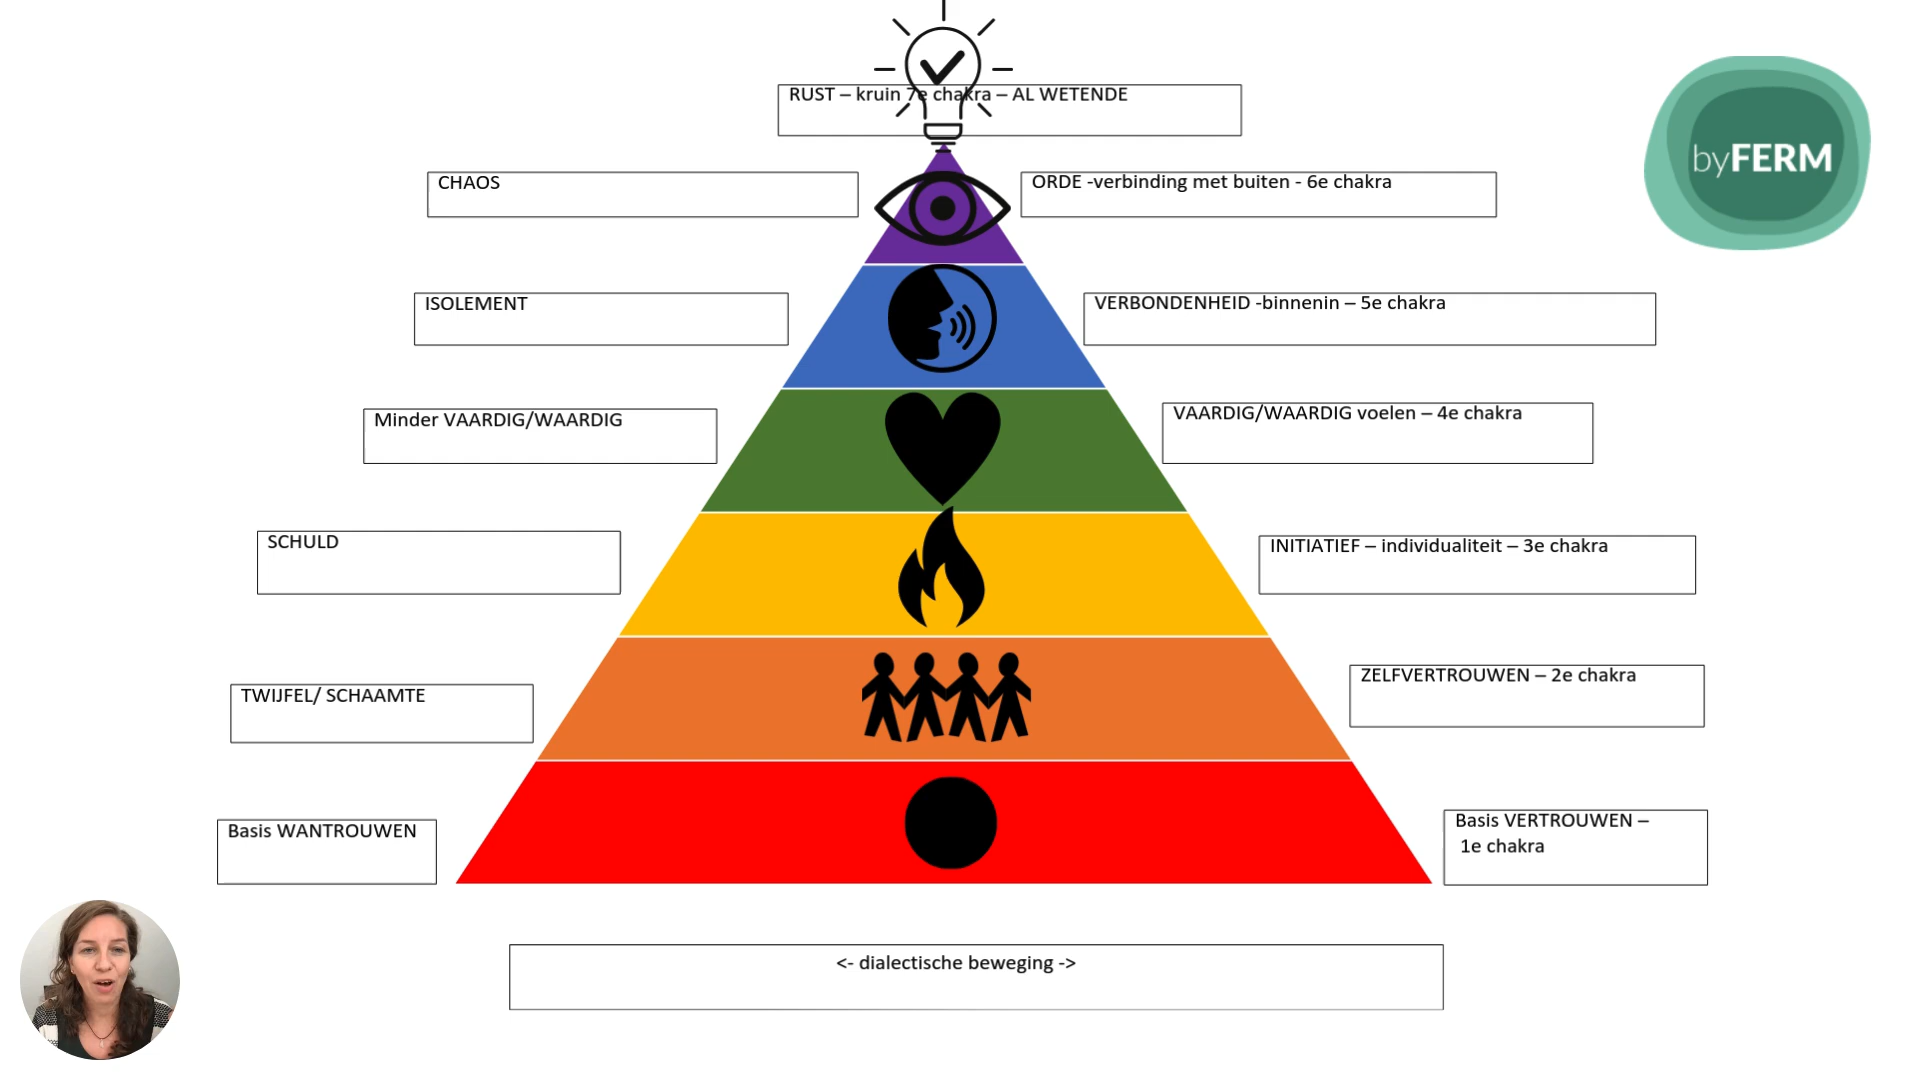 RUST – kruin 7e chakra – AL WETENDE
byFERM
CHAOS
ORDE -verbinding met buiten - 6e chakra
ISOLEMENT
VERBONDENHEID -binnenin – 5e chakra
Minder VAARDIG/WAARDIG
VAARDIG/WAARDIG voelen – 4e chakra
SCHULD
INITIATIEF – individualiteit – 3e chakra
TWIJFEL/ SCHAAMTE
ZELFVERTROUWEN – 2e chakra
Basis WANTROUWEN
Basis VERTROUWEN –
1e chakra
<- dialectische beweging ->